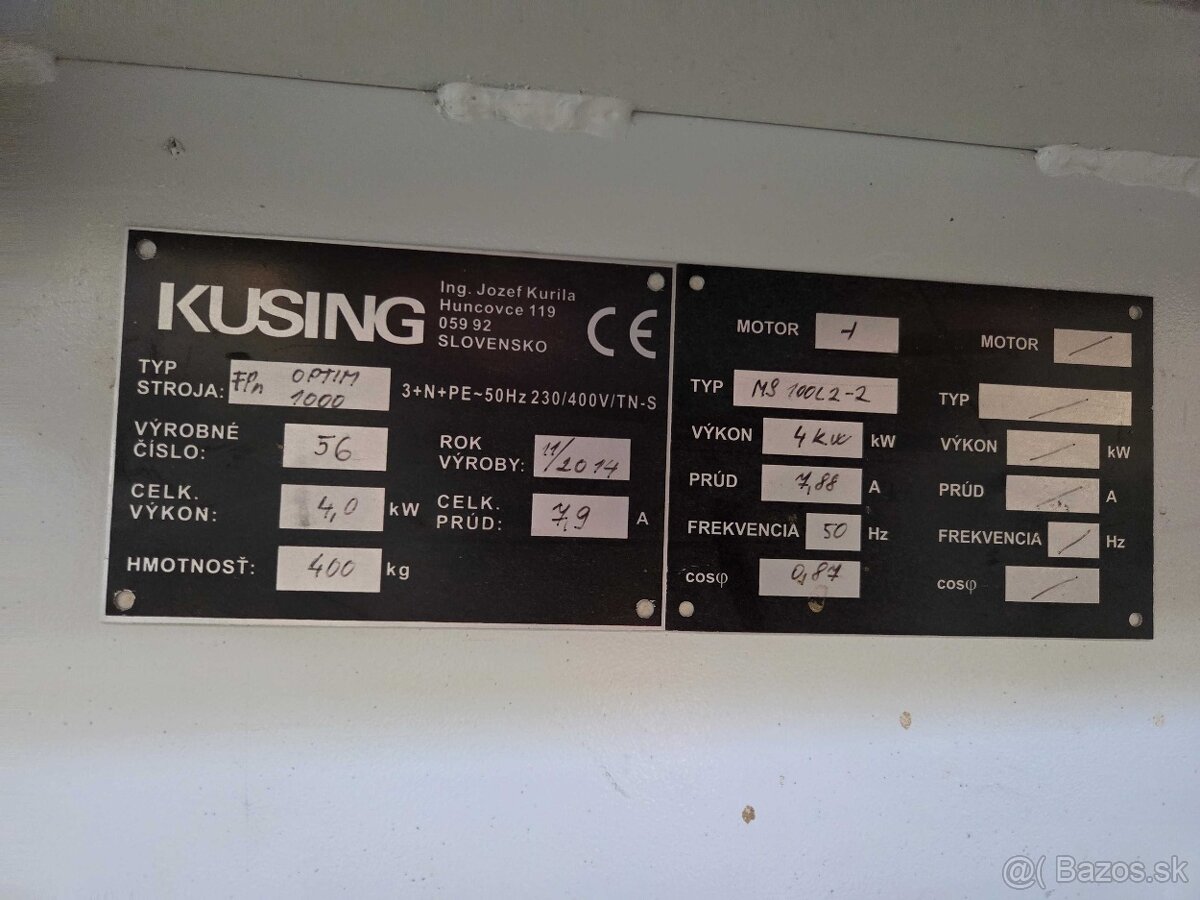 KUSING
Ing. Jozef Kurila
Huncovce 119
059 92
SLOVENSKO
CE
TYP STROJA: FPn OPTIM 1000
3+N+PE~50Hz 230/400V/TN-S
VÝROBNÉ ČÍSLO: 56
ROK VÝROBY: 11/2014
CELK. VÝKON: 4,0 kW
CELK. PRÚD: 7,9 A
HMOTNOSŤ: 400 kg
MOTOR 1
TYP MS 100L2-2
VÝKON 4 kW kW
PRÚD 7,88 A
FREKVENCIA 50 Hz
cosφ 0,87
MOTOR /
TYP /
VÝKON / kW
PRÚD / A
FREKVENCIA / Hz
cosφ /
@( Bazos.sk